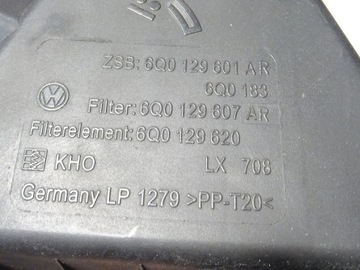 ZSB: 6Q0 129 601 AR
6Q0 183
Filter: 6Q0 129 607 AR
Filterelement: 6Q0 129 620
KHO LX 708
Germany LP 1279 >PP-T20<